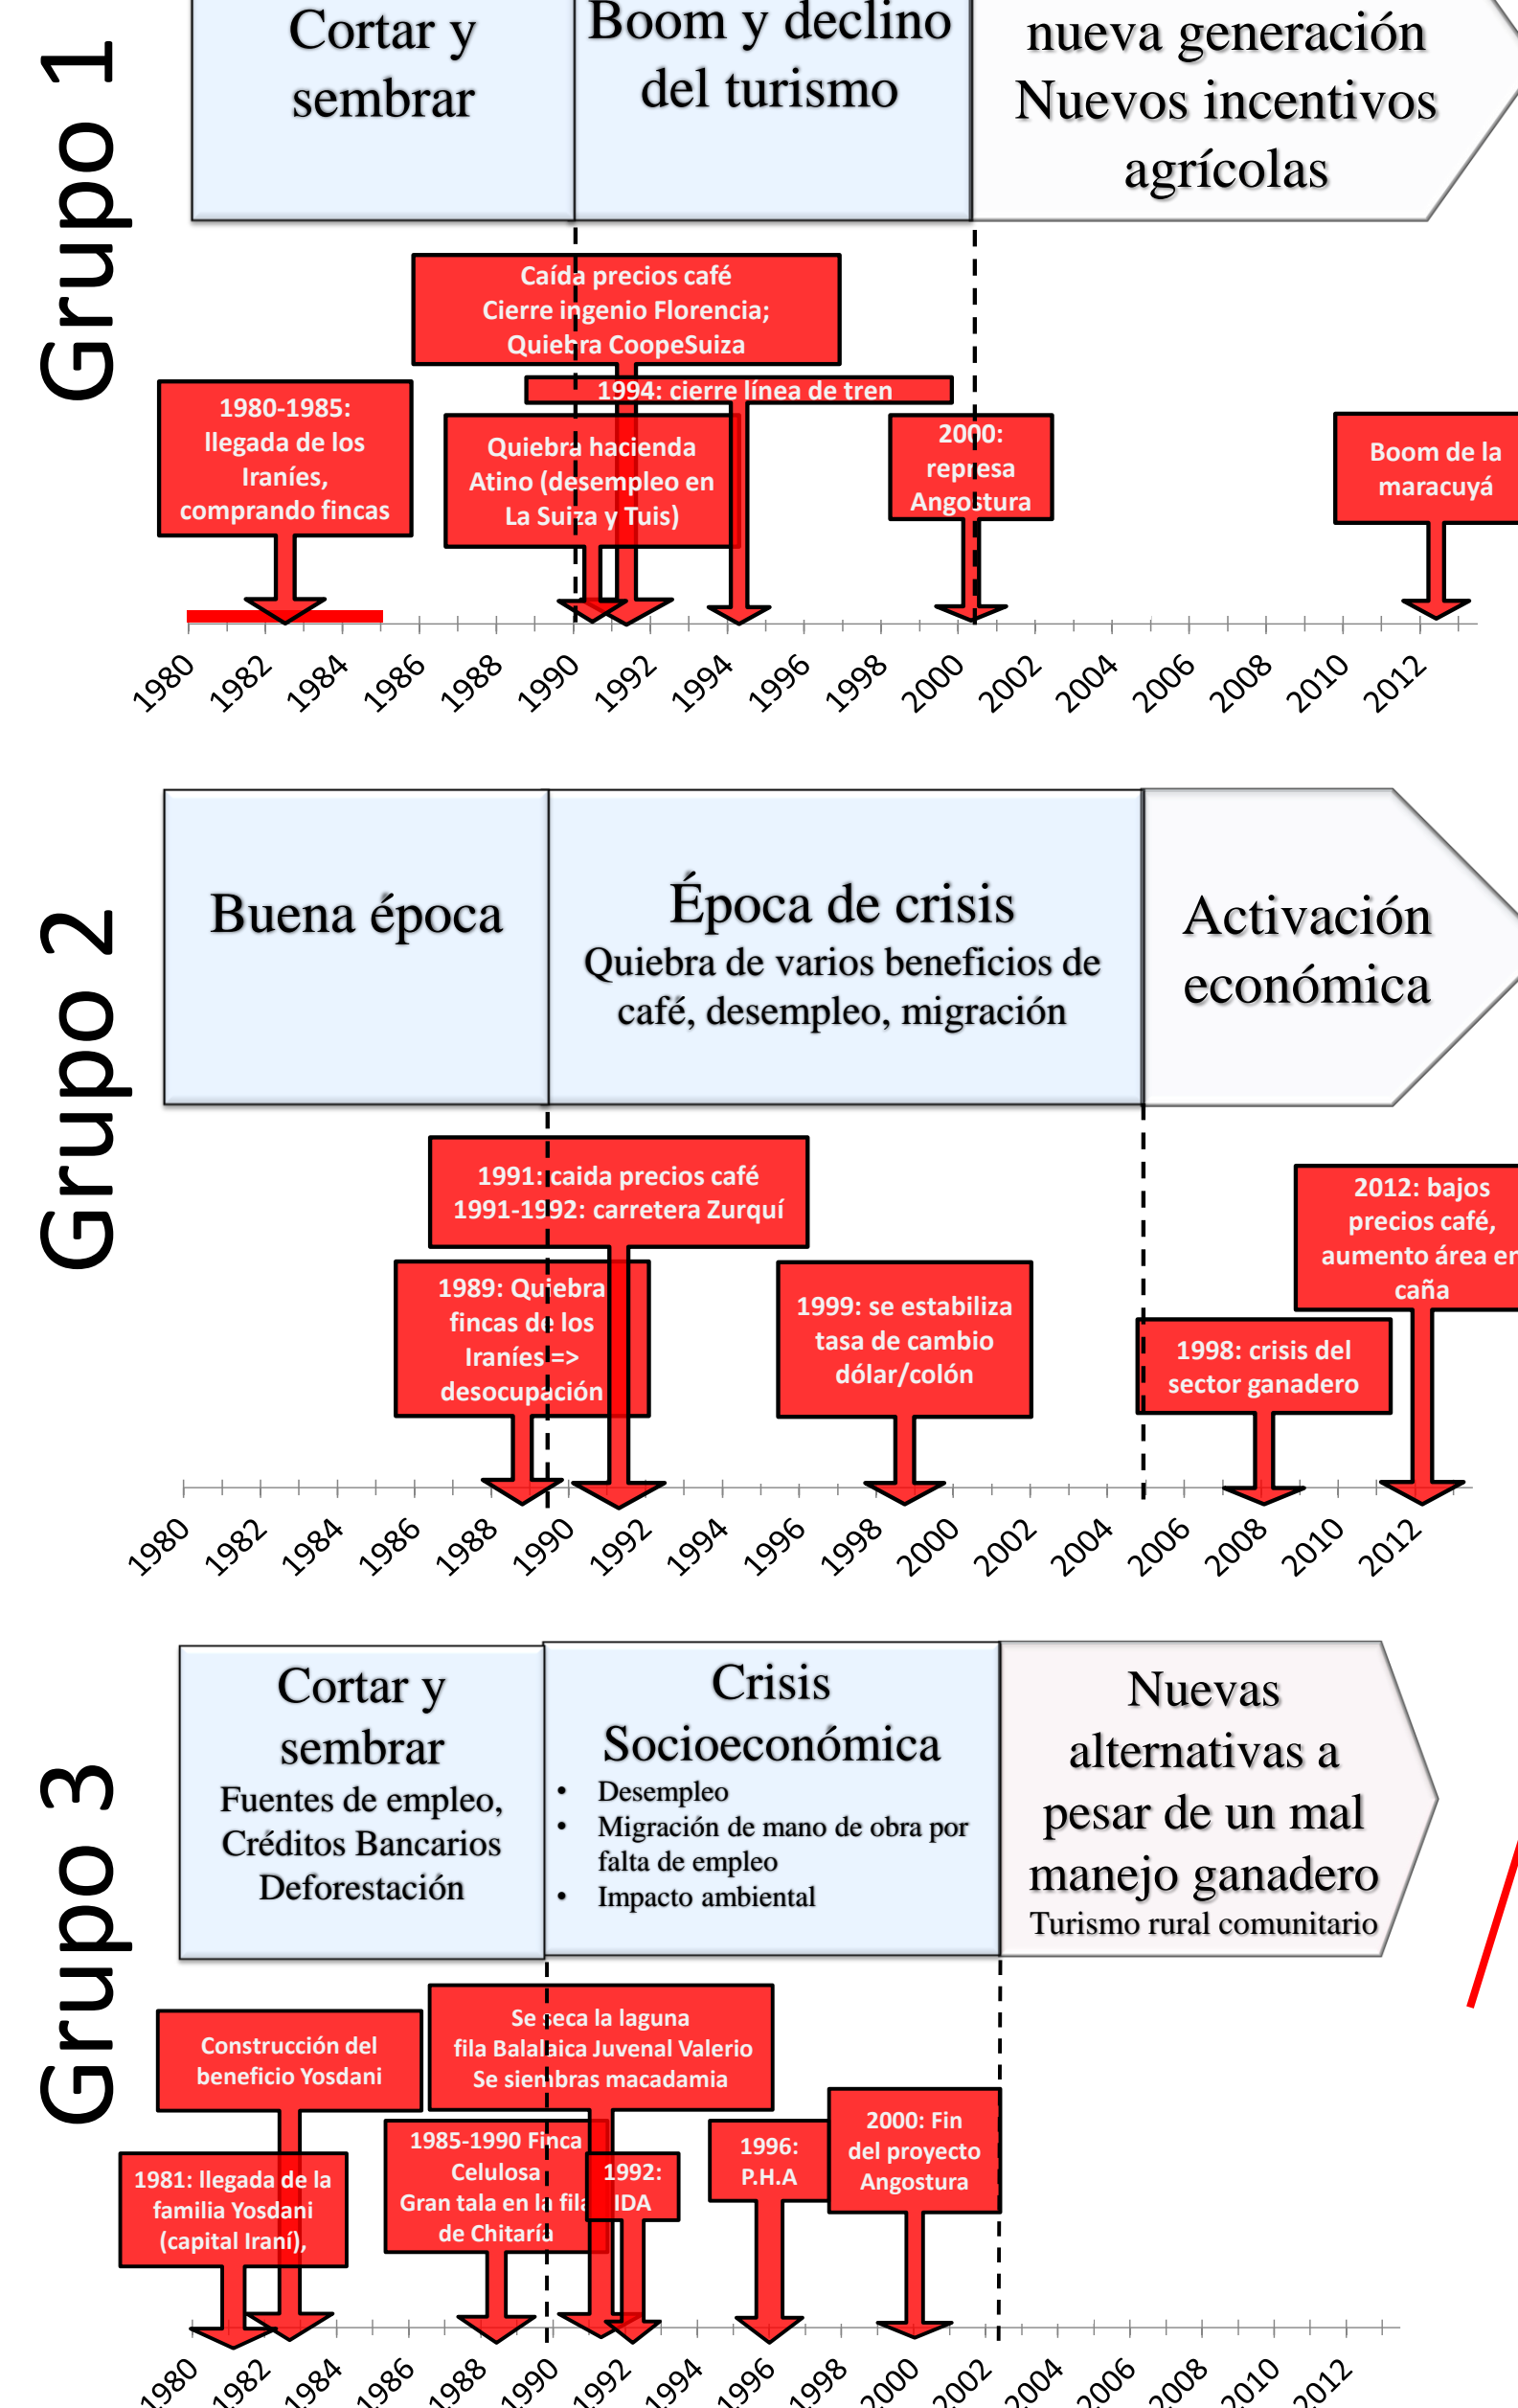 Grupo 1
Cortar y
sembrar
Boom y declino
del turismo
nueva generación
Nuevos incentivos
agrícolas
Caída precios café
Cierre ingenio Florencia;
Quiebra CoopeSuiza
1994: cierre línea de tren
1980-1985:
llegada de los
Iraníes,
comprando fincas
Quiebra hacienda
Atino (desempleo en
La Suiza y Tuis)
2000:
represa
Angostura
Boom de la
maracuyá
1980 1982 1984 1986 1988 1990 1992 1994 1996 1998 2000 2002 2004 2006 2008 2010 2012
Grupo 2
Buena época
Época de crisis
Quiebra de varios beneficios de
café, desempleo, migración
Activación
económica
1991: caida precios café
1991-1992: carretera Zurquí
1989: Quiebra
fincas de los
Iraníes =>
desocupación
1999: se estabiliza
tasa de cambio
dólar/colón
1998: crisis del
sector ganadero
2012: bajos
precios café,
aumento área en
caña
1980 1982 1984 1986 1988 1990 1992 1994 1996 1998 2000 2002 2004 2006 2008 2010 2012
Grupo 3
Cortar y
sembrar
Fuentes de empleo,
Créditos Bancarios
Deforestación
Crisis
Socioeconómica
• Desempleo
• Migración de mano de obra por
falta de empleo
• Impacto ambiental
Nuevas
alternativas a
pesar de un mal
manejo ganadero
Turismo rural comunitario
Construcción del
beneficio Yosdani
Se seca la laguna
fila Balalaica Juvenal Valerio
Se siembras macadamia
1981: llegada de la
familia Yosdani
(capital Iraní),
1985-1990 Finca
Celulosa
Gran tala en la fila
de Chitaría
1992:
IDA
1996:
P.H.A
2000: Fin
del proyecto
Angostura
1980 1982 1984 1986 1988 1990 1992 1994 1996 1998 2000 2002 2004 2006 2008 2010 2012